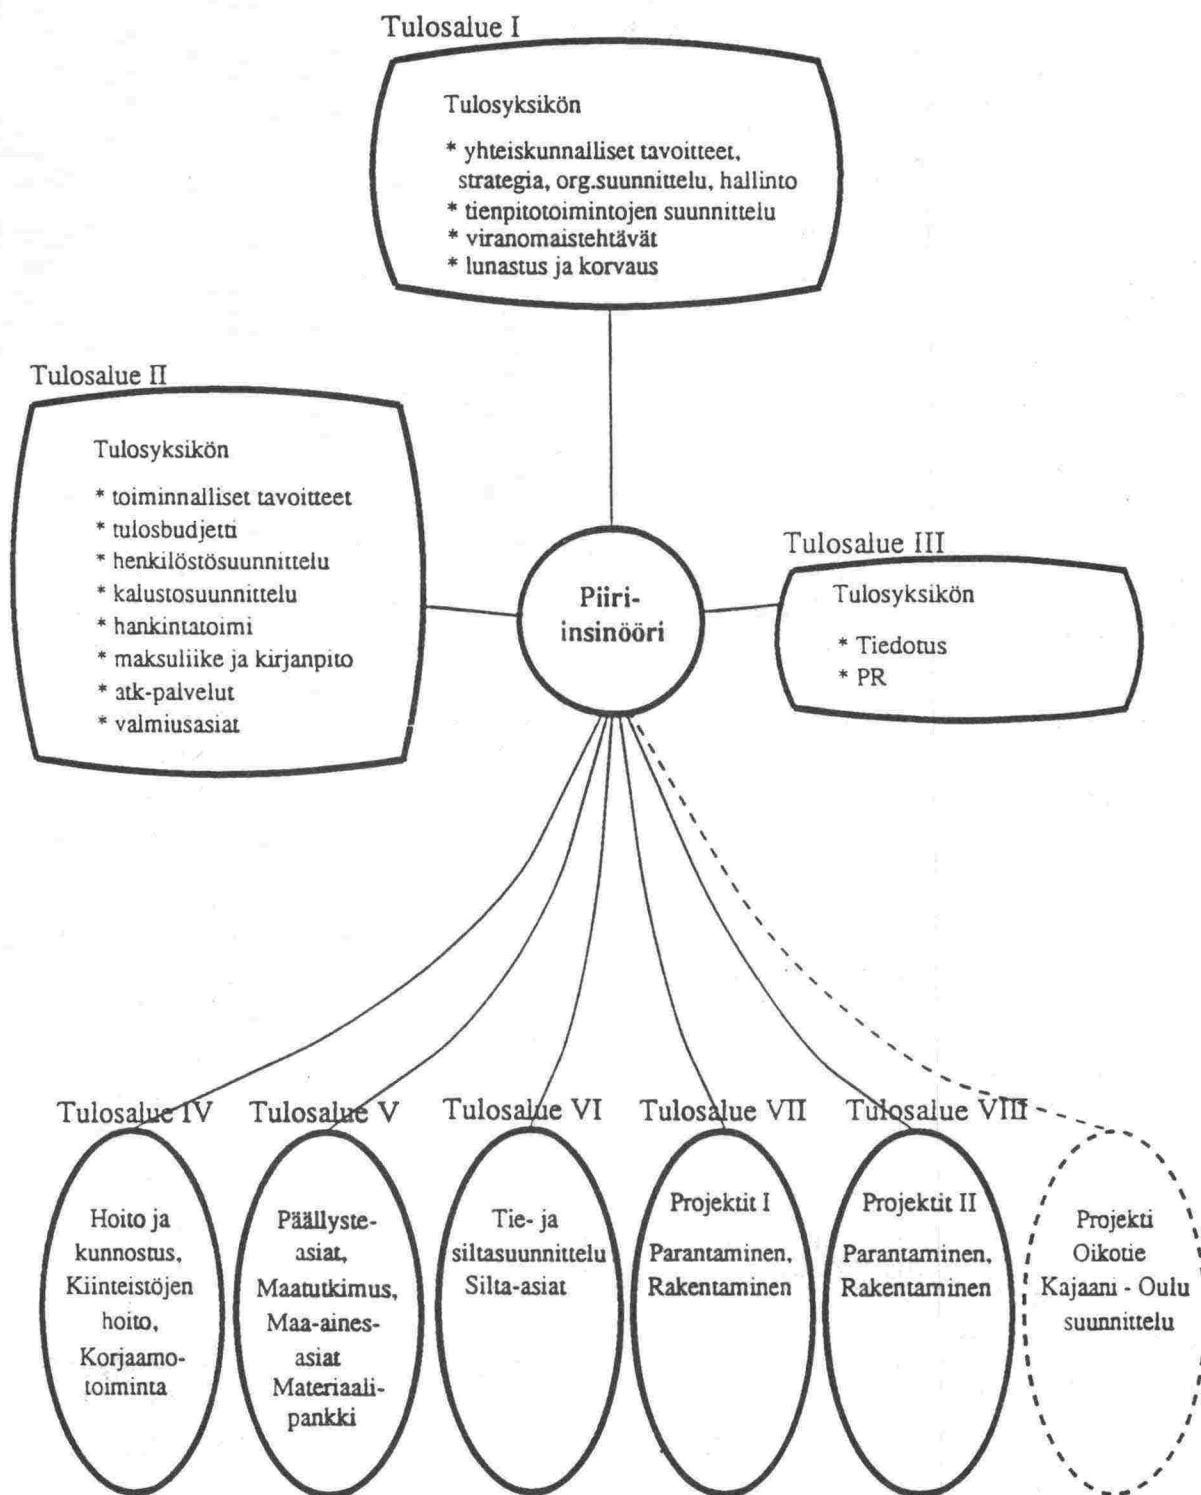 Tulosalue I
Tulosyksikön
* yhteiskunnalliset tavoitteet,
strategia, org.suunnittelu, hallinto
* tienpitotoimintojen suunnittelu
* viranomaistehtävät
* lunastus ja korvaus
Tulosalue II
Tulosyksikön
* toiminnalliset tavoitteet
* tulosbudjetti
* henkilöstösuunnittelu
* kalustosuunnittelu
* hankintatoimi
* maksuliike ja kirjanpito
* atk-palvelut
* valmiusasiat
Piiri-
insinööri
Tulosalue III
Tulosyksikön
* Tiedotus
* PR
Tulosalue IV
Hoito ja
kunnostus,
Kiinteistöjen
hoito,
Korjaamo-
toiminta
Tulosalue V
Päällyste-
asiat,
Maatutkimus,
Maa-aines-
asiat
Materiaali-
pankki
Tulosalue VI
Tie- ja
siltasuunnittelu
Silta-asiat
Tulosalue VII
Projektit I
Parantaminen,
Rakentaminen
Tulosalue VIII
Projektit II
Parantaminen,
Rakentaminen
Projekti
Oikotie
Kajaani - Oulu
suunnittelu